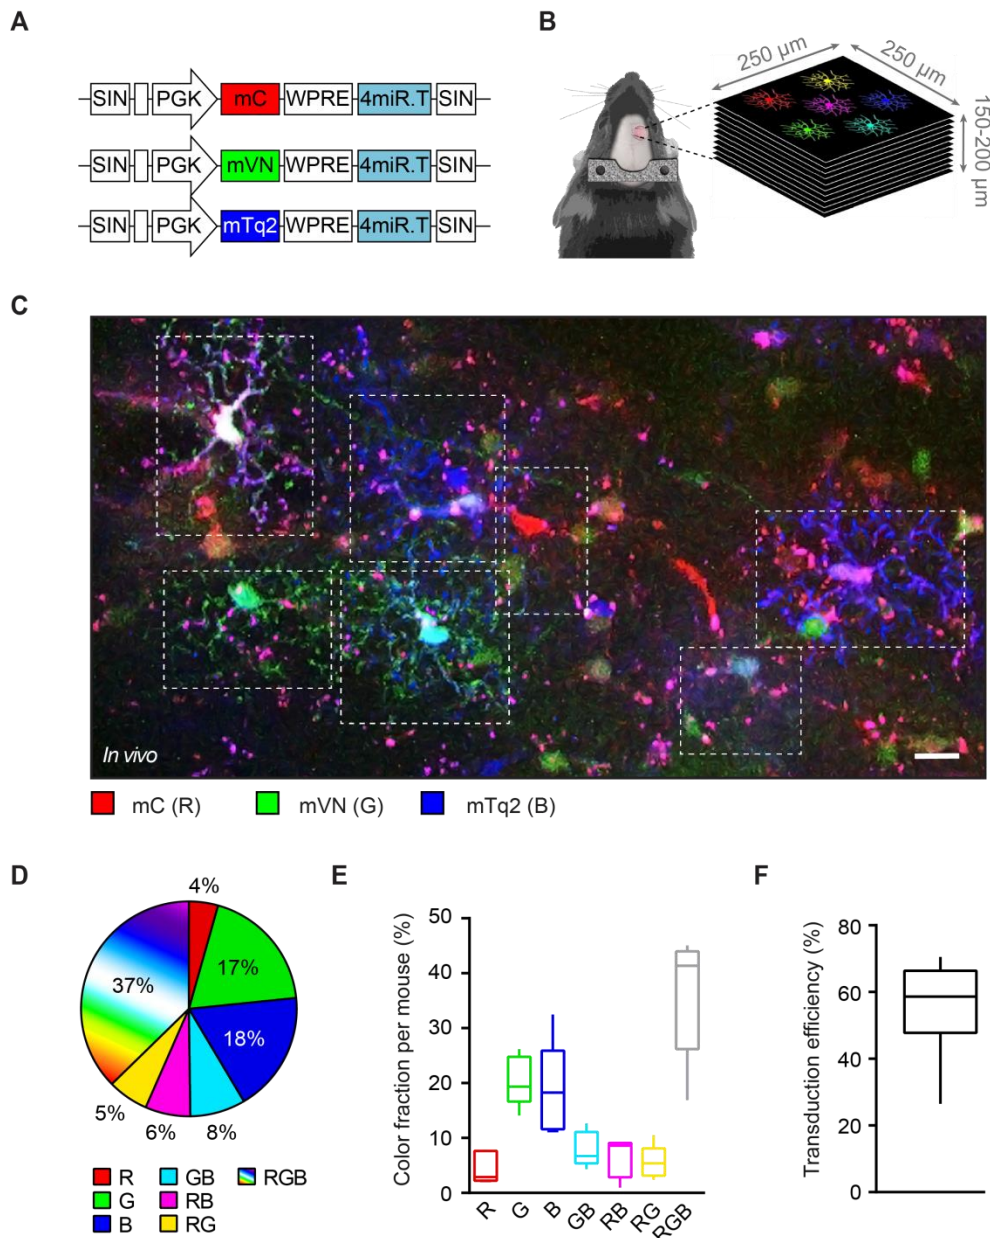 A
SIN PGK mC WPRE 4miR.T SIN
SIN PGK mVN WPRE 4miR.T SIN
SIN PGK mTq2 WPRE 4miR.T SIN
B
250 µm
250 µm
150-200 µm
C
In vivo
mC (R) mVN (G) mTq2 (B)
D
4%
17%
18%
8%
6%
5%
37%
R GB RGB
G RB
B RG
E
Color fraction per mouse (%)
50
40
30
20
10
0
R G B GB RB RG RGB
F
Transduction efficiency (%)
80
60
40
20
0